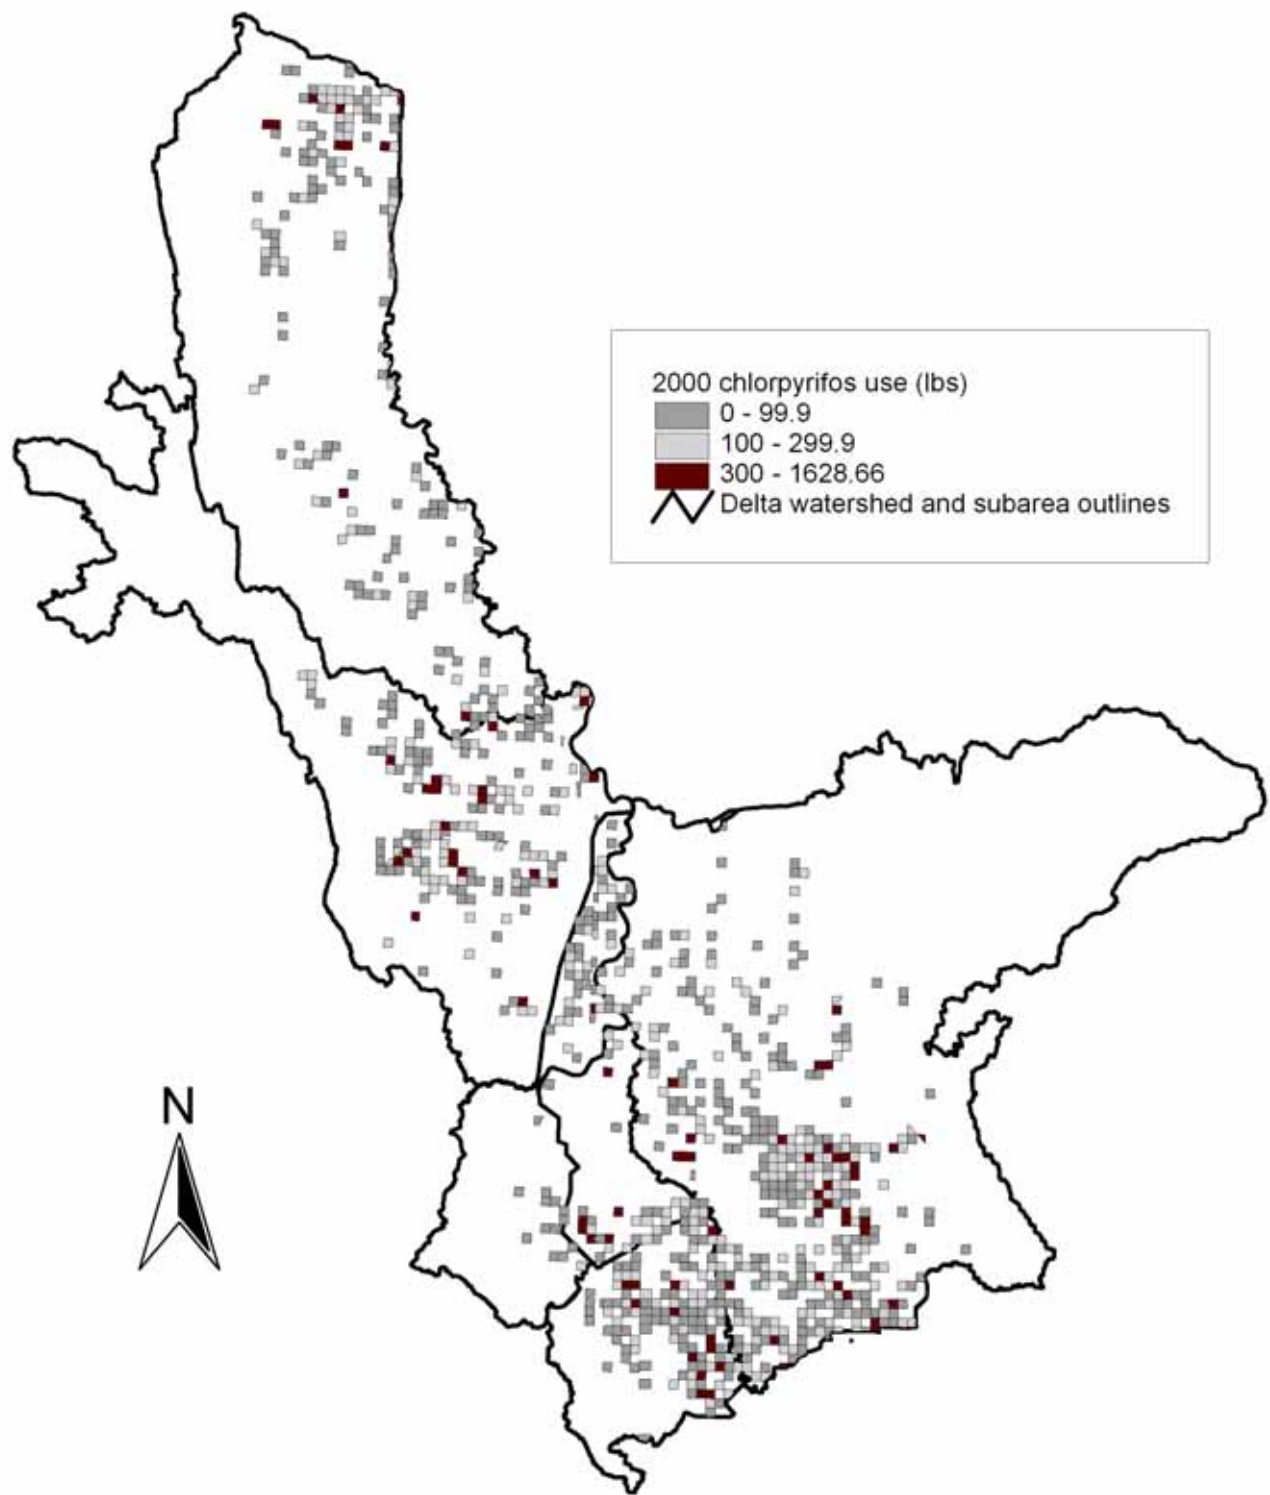 2000 chlorpyrifos use (lbs)
0 - 99.9
100 - 299.9
300 - 1628.66
Delta watershed and subarea outlines
N